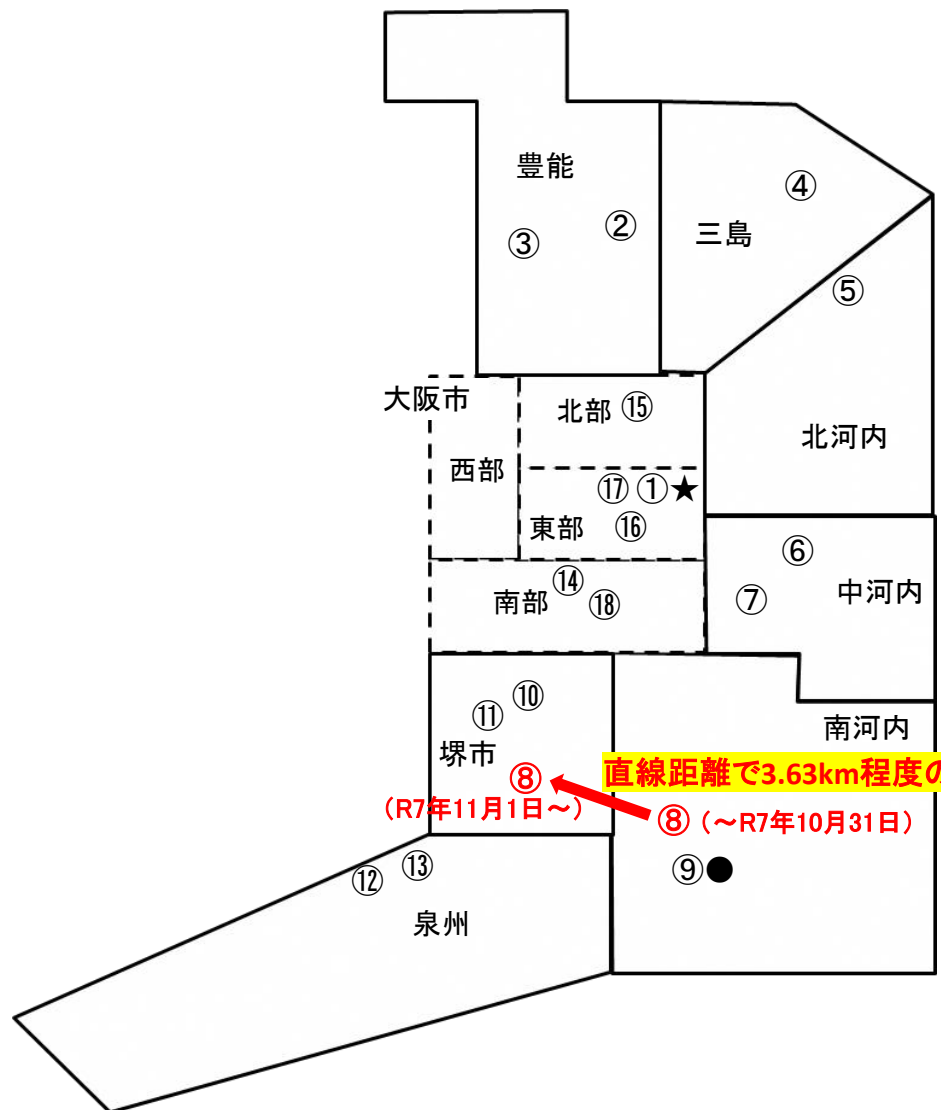 豊能
④
②
三島
③
⑤
大阪市
北部 ⑮
北河内
西部
⑰ ① ★
東部 ⑯
⑥
⑭
中河内
⑦
南部 ⑱
⑩
⑪
南河内
堺市
直線距離で3.63km程度の
⑧
(R7年11月1日~)
⑧ (~R7年10月31日)
⑬
⑨ ●
⑫
泉州